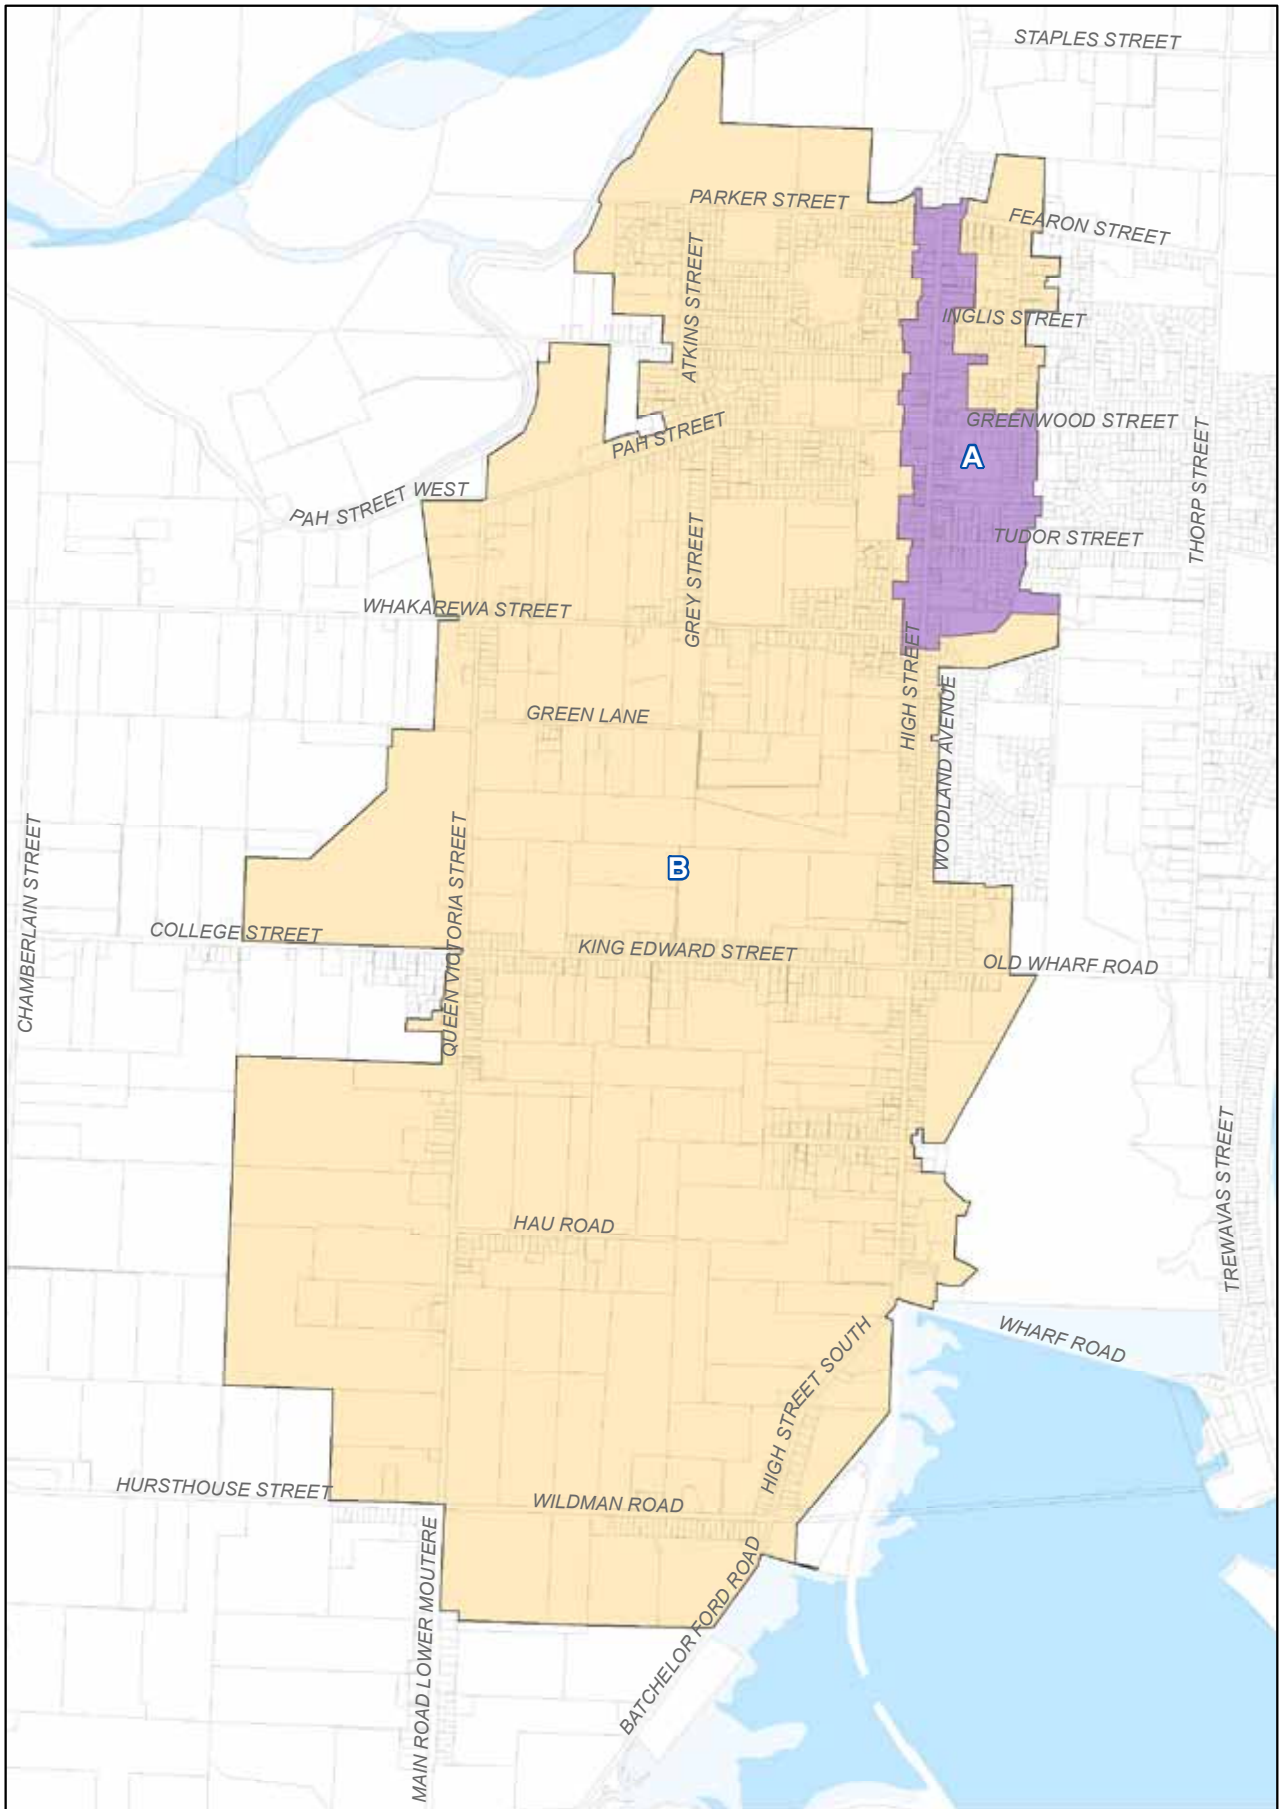 STAPLES STREET
PARKER STREET
FEARON STREET
ATKINS STREET
INGLIS STREET
GREENWOOD STREET
PAH STREET
A
THORP STREET
PAH STREET WEST
TUDOR STREET
GREY STREET
WHAKAREWA STREET
HIGH STREET
WOODLAND AVENUE
GREEN LANE
QUEEN VICTORIA STREET
CHAMBERLAIN STREET
B
COLLEGE STREET
KING EDWARD STREET
OLD WHARF ROAD
TREWAVAS STREET
HAU ROAD
WHARF ROAD
HIGH STREET SOUTH
HURSTHOUSE STREET
WILDMAN ROAD
MAIN ROAD LOWER MOUTERE
BATCHELOR FORD ROAD